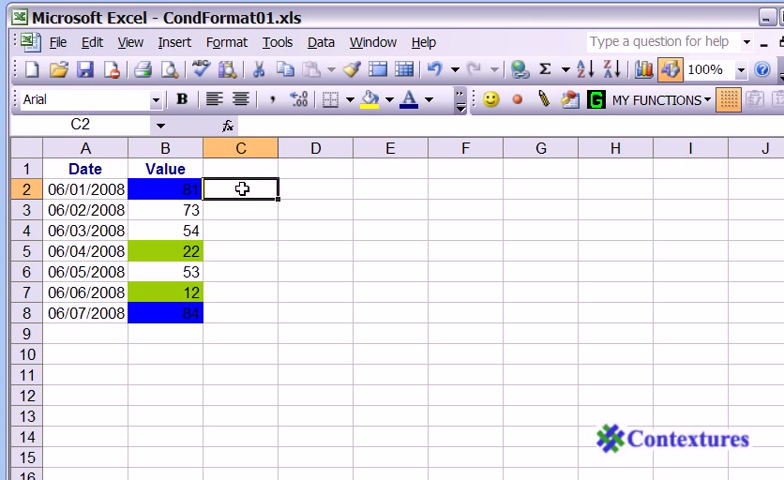 Microsoft Excel - CondFormat01.xls
File Edit View Insert Format Tools Data Window Help Type a question for help
100%
Arial B A MY FUNCTIONS
C2 fx
A B C D E F G H I J
1 Date Value
2 06/01/2008 81
3 06/02/2008 73
4 06/03/2008 54
5 06/04/2008 22
6 06/05/2008 53
7 06/06/2008 12
8 06/07/2008 84
9
10
11
12
13
14
Contextures
15
16